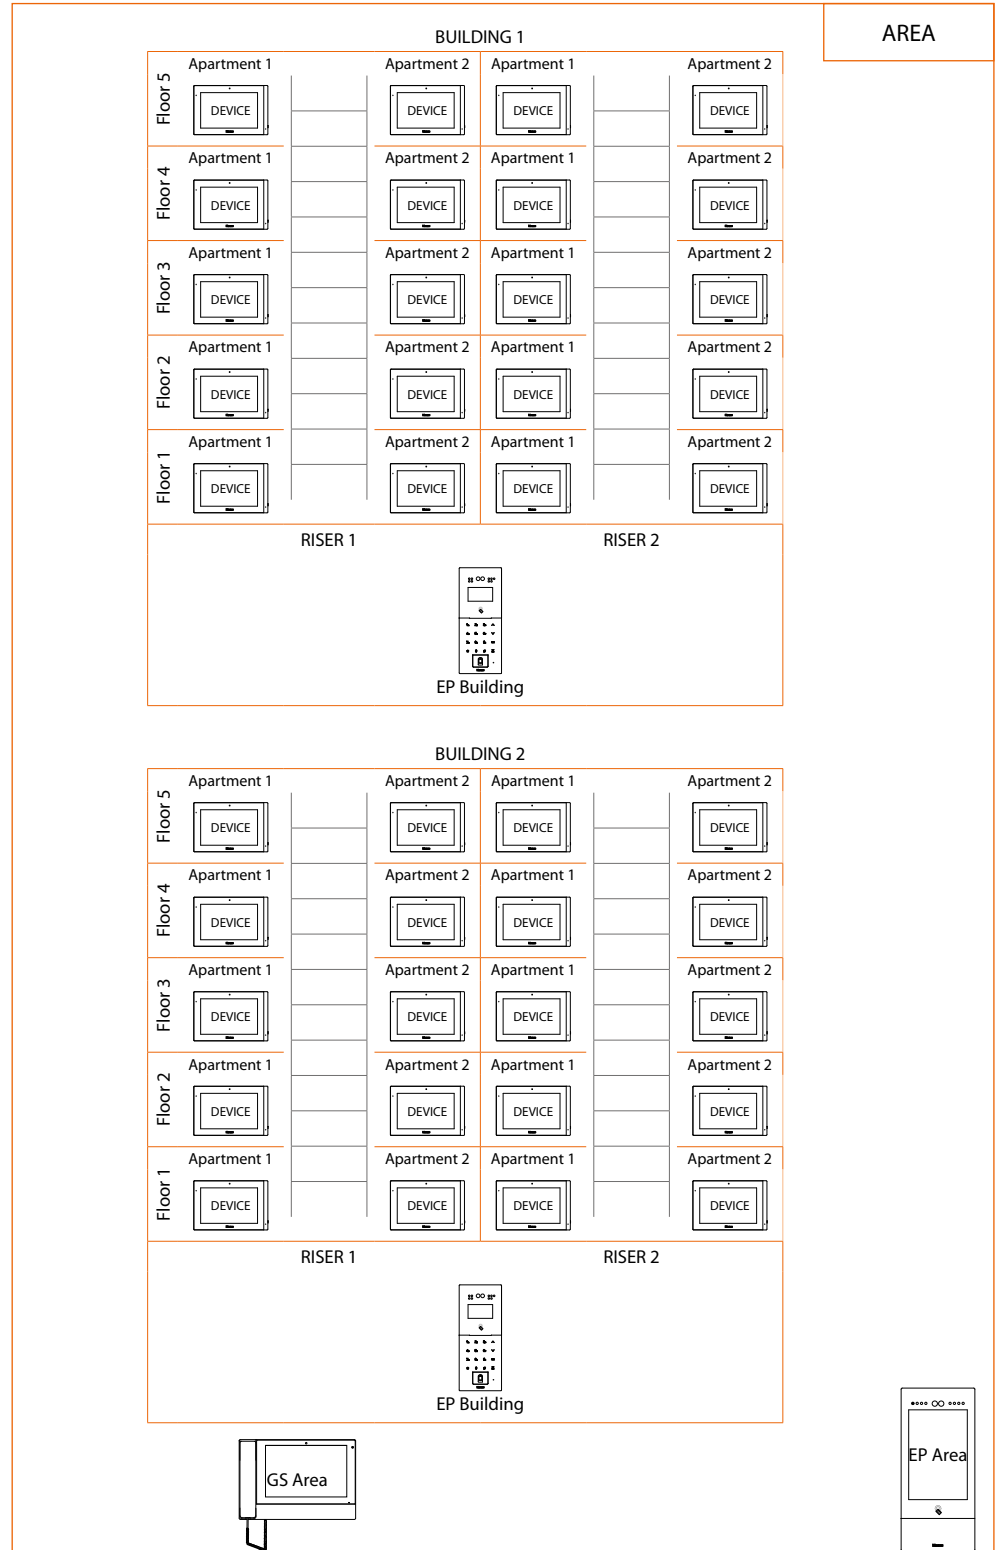 AREA
BUILDING 1
Floor 5
Apartment 1 Apartment 2 Apartment 1 Apartment 2
DEVICE DEVICE DEVICE DEVICE
Floor 4
Apartment 1 Apartment 2 Apartment 1 Apartment 2
DEVICE DEVICE DEVICE DEVICE
Floor 3
Apartment 1 Apartment 2 Apartment 1 Apartment 2
DEVICE DEVICE DEVICE DEVICE
Floor 2
Apartment 1 Apartment 2 Apartment 1 Apartment 2
DEVICE DEVICE DEVICE DEVICE
Floor 1
Apartment 1 Apartment 2 Apartment 1 Apartment 2
DEVICE DEVICE DEVICE DEVICE
RISER 1 RISER 2
EP Building
BUILDING 2
Floor 5
Apartment 1 Apartment 2 Apartment 1 Apartment 2
DEVICE DEVICE DEVICE DEVICE
Floor 4
Apartment 1 Apartment 2 Apartment 1 Apartment 2
DEVICE DEVICE DEVICE DEVICE
Floor 3
Apartment 1 Apartment 2 Apartment 1 Apartment 2
DEVICE DEVICE DEVICE DEVICE
Floor 2
Apartment 1 Apartment 2 Apartment 1 Apartment 2
DEVICE DEVICE DEVICE DEVICE
Floor 1
Apartment 1 Apartment 2 Apartment 1 Apartment 2
DEVICE DEVICE DEVICE DEVICE
RISER 1 RISER 2
EP Building
GS Area
EP Area